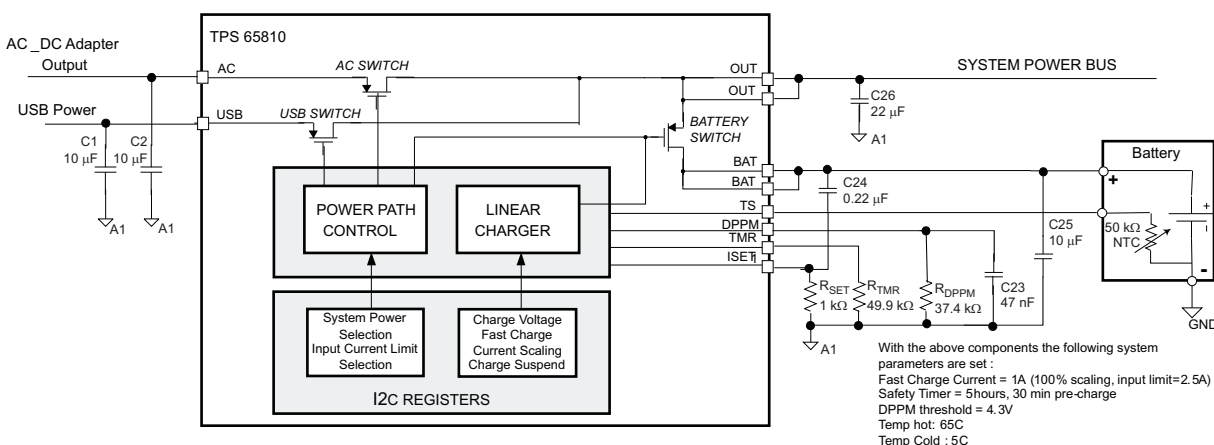 TPS 65810
AC _DC Adapter
Output
AC
AC SWITCH
OUT
SYSTEM POWER BUS
OUT
USB Power
USB
USB SWITCH
BATTERY
SWITCH
C26
22 μF
A1
C1
10 μF
C2
10 μF
A1
A1
BAT
BAT
C24
0.22 μF
Battery
+
TS
DPPM
TMR
ISET1
POWER PATH
CONTROL
LINEAR
CHARGER
C25
10 μF
50 kΩ
NTC
+
-
-
RSET
1 kΩ
RTMR
49.9 kΩ
RDPPM
37.4 kΩ
C23
47 nF
GND
A1
System Power
Selection
Input Current Limit
Selection
Charge Voltage
Fast Charge
Current Scaling
Charge Suspend
I2C REGISTERS
With the above components the following system
parameters are set :
Fast Charge Current = 1A (100% scaling, input limit=2.5A)
Safety Timer = 5hours, 30 min pre-charge
DPPM threshold = 4.3V
Temp hot: 65C
Temp Cold : 5C